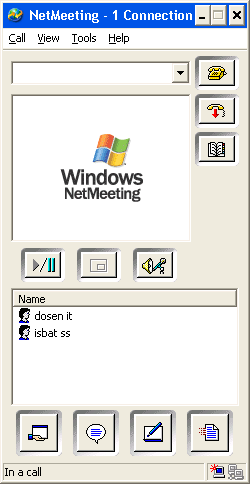 NetMeeting - 1 Connection
Call View Tools Help
Windows
NetMeeting
Name
dosen it
isbat ss
In a call